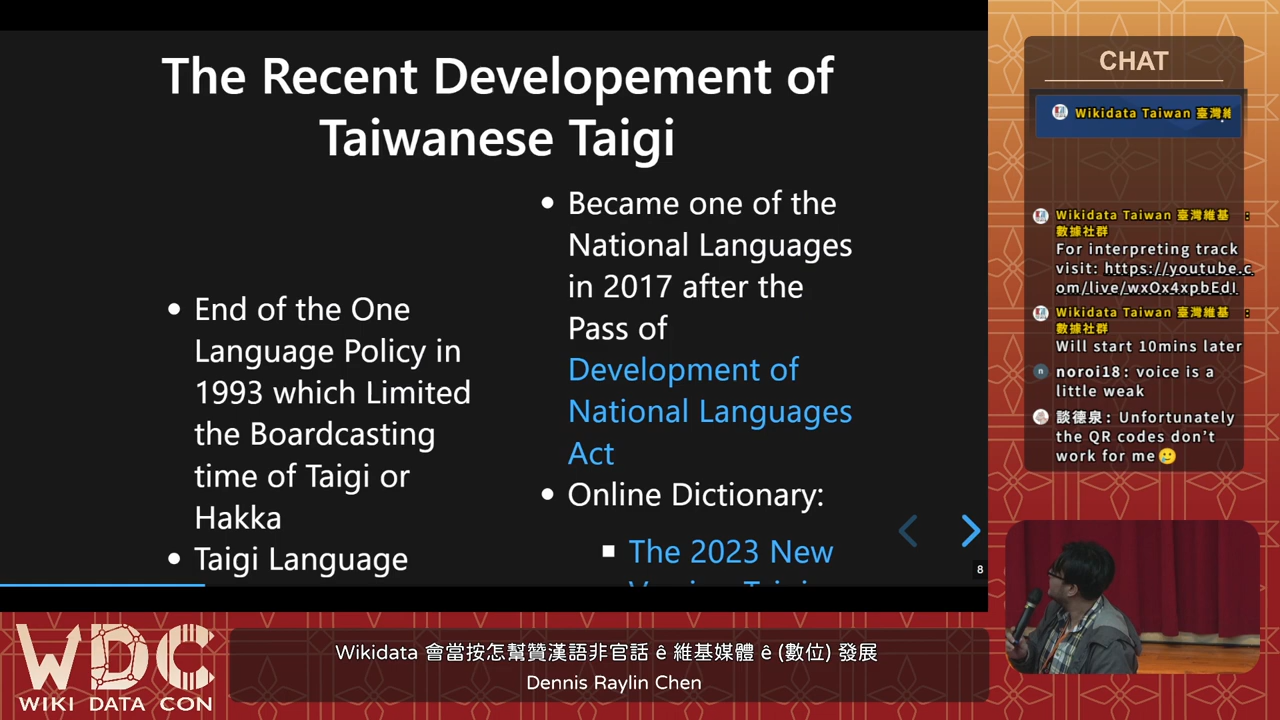 The Recent Developement of
Taiwanese Taigi
End of the One
Language Policy in
1993 which Limited
the Boardcasting
time of Taigi or
Hakka
Taigi Language
Became one of the
National Languages
in 2017 after the
Pass of
Development of
National Languages
Act
Online Dictionary:
The 2023 New
8
CHAT
Wikidata Taiwan 臺灣維
Wikidata Taiwan 臺灣維基 :
數據社群
For interpreting track
visit: https://youtube.c
om/live/wxOx4xpbEdI
Wikidata Taiwan 臺灣維基 :
數據社群
Will start 10mins later
n noroi18: voice is a
little weak
談德泉: Unfortunately
the QR codes don't
work for me🥲
WDC
WIKI DATA CON
Wikidata 會當按怎幫贊漢語非官話 ê 維基媒體 ê (數位) 發展
Dennis Raylin Chen